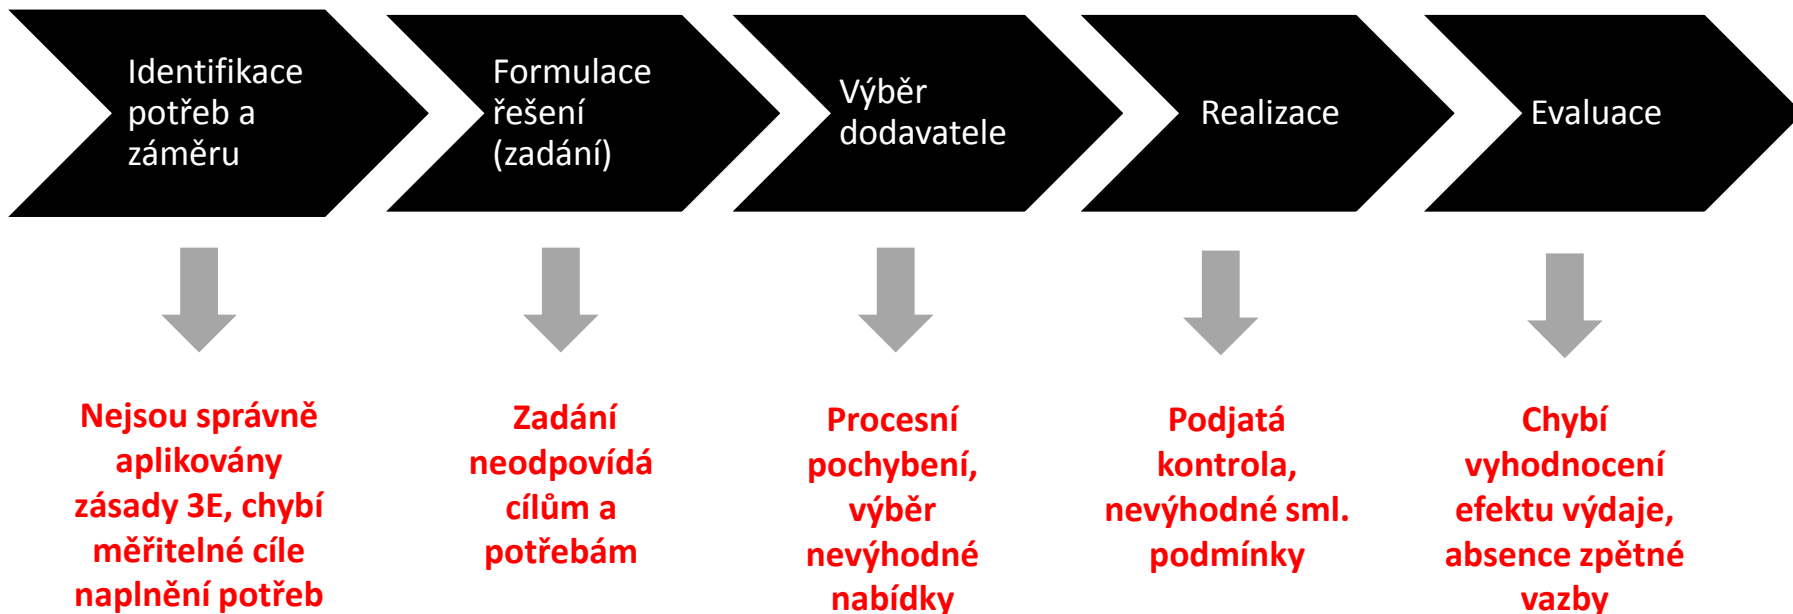 Identifikace
potřeb a
záměru
Formulace
řešení
(zadání)
Výběr
dodavatele
Realizace
Evaluace
Nejsou správně
aplikovány
zásady 3E, chybí
měřitelné cíle
naplnění potřeb
Zadání
neodpovídá
cílům a
potřebám
Procesní
pochybení,
výběr
nevýhodné
nabídky
Podjatá
kontrola,
nevýhodné sml.
podmínky
Chybí
vyhodnocení
efektu výdaje,
absence zpětné
vazby